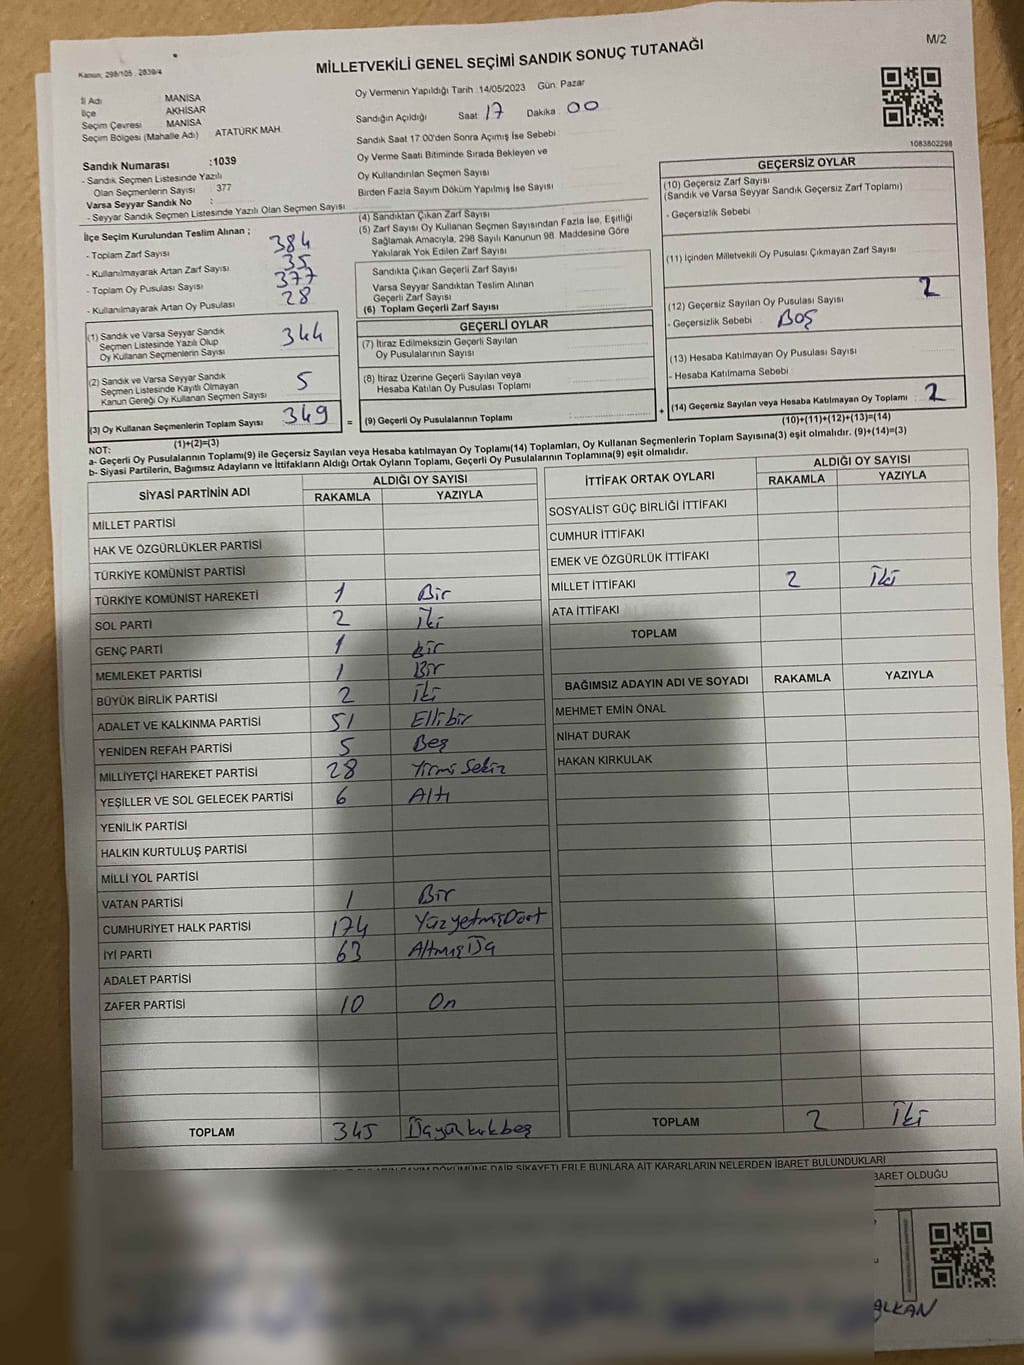 Kanun: 298/105 - 2839/4
MİLLETVEKİLİ GENEL SEÇİMİ SANDIK SONUÇ TUTANAĞI
M/2
İl Adı MANİSA
İlçe AKHİSAR
Seçim Çevresi MANİSA
Seçim Bölgesi (Mahalle Adı) ATATÜRK MAH.
Sandık Numarası :1039
- Sandık Seçmen Listesinde Yazılı
Olan Seçmenlerin Sayısı : 377
Varsa Seyyar Sandık No :
- Seyyar Sandık Seçmen Listesinde Yazılı Olan Seçmen Sayısı
Oy Vermenin Yapıldığı Tarih :14/05/2023 Gün: Pazar
Sandığın Açıldığı Saat: 17 Dakika: 00
Sandık Saat 17.00'den Sonra Açımış İse Sebebi
Oy Verme Saati Bitiminde Sırada Bekleyen ve
Oy Kullandırılan Seçmen Sayısı
Birden Fazla Sayım Döküm Yapılmış İse Sayısı
1083802298
İlçe Seçim Kurulundan Teslim Alınan ;
- Toplam Zarf Sayısı 384
- Kullanılmayarak Artan Zarf Sayısı 35
- Toplam Oy Pusulası Sayısı 377
- Kullanılmayarak Artan Oy Pusulası 28
(1) Sandık ve Varsa Seyyar Sandık
Seçmen Listesinde Yazılı Olup
Oy Kullanan Seçmenlerin Sayısı 344
(2) Sandık ve Varsa Seyyar Sandık
Seçmen Listesinde Kayıtlı Olmayan
Kanun Gereği Oy Kullanan Seçmen Sayısı 5
(3) Oy Kullanan Seçmenlerin Toplam Sayısı 349
(1)+(2)=(3)
(4) Sandıktan Çıkan Zarf Sayısı
(5) Zarf Sayısı Oy Kullanan Seçmen Sayısından Fazla İse, Eşitliği
Sağlamak Amacıyla, 298 Sayılı Kanunun 98. Maddesine Göre
Yakılarak Yok Edilen Zarf Sayısı
Sandıkta Çıkan Geçerli Zarf Sayısı
Varsa Seyyar Sandıktan Teslim Alınan
Geçerli Zarf Sayısı
(6) Toplam Geçerli Zarf Sayısı
GEÇERLİ OYLAR
(7) İtiraz Edilmeksizin Geçerli Sayılan
Oy Pusulalarının Sayısı
(8) İtiraz Üzerine Geçerli Sayılan veya
Hesaba Katılan Oy Pusulası Toplamı
= (9) Geçerli Oy Pusulalarının Toplamı +
GEÇERSİZ OYLAR
(10) Geçersiz Zarf Sayısı
(Sandık ve Varsa Seyyar Sandık Geçersiz Zarf Toplamı)
- Geçersizlik Sebebi
(11) İçinden Milletvekili Oy Pusulası Çıkmayan Zarf Sayısı
(12) Geçersiz Sayılan Oy Pusulası Sayısı 2
- Geçersizlik Sebebi Boş
(13) Hesaba Katılmayan Oy Pusulası Sayısı
- Hesaba Katılmama Sebebi :
(14) Geçersiz Sayılan veya Hesaba Katılmayan Oy Toplamı : 2
(10)+(11)+(12)+(13)=(14)
NOT:
a- Geçerli Oy Pusulalarının Toplamı(9) ile Geçersiz Sayılan veya Hesaba katılmayan Oy Toplamı(14) Toplamları, Oy Kullanan Seçmenlerin Toplam Sayısına(3) eşit olmalıdır. (9)+(14)=(3)
b- Siyasi Partilerin, Bağımsız Adayların ve İttifakların Aldığı Ortak Oyların Toplamı, Geçerli Oy Pusulalarının Toplamına(9) eşit olmalıdır.
SİYASİ PARTİNİN ADI ALDIĞI OY SAYISI
RAKAMLA YAZIYLA
MİLLET PARTİSİ
HAK VE ÖZGÜRLÜKLER PARTİSİ
TÜRKİYE KOMÜNİST PARTİSİ
TÜRKİYE KOMÜNİST HAREKETİ 1 Bir
SOL PARTİ 2 İki
GENÇ PARTİ 1 Bir
MEMLEKET PARTİSİ 1 Bir
BÜYÜK BİRLİK PARTİSİ 2 İki
ADALET VE KALKINMA PARTİSİ 51 Ellibir
YENİDEN REFAH PARTİSİ 5 Beş
MİLLİYETÇİ HAREKET PARTİSİ 28 Yirmi Sekiz
YEŞİLLER VE SOL GELECEK PARTİSİ 6 Altı
YENİLİK PARTİSİ
HALKIN KURTULUŞ PARTİSİ
MİLLİ YOL PARTİSİ
VATAN PARTİSİ 1 Bir
CUMHURİYET HALK PARTİSİ 174 YüzyetmişDört
İYİ PARTİ 63 AltmışÜç
ADALET PARTİSİ
ZAFER PARTİSİ 10 On
TOPLAM 345 Üçyüzkırkbeş
İTTİFAK ORTAK OYLARI ALDIĞI OY SAYISI
RAKAMLA YAZIYLA
SOSYALİST GÜÇ BİRLİĞİ İTTİFAKI
CUMHUR İTTİFAKI
EMEK VE ÖZGÜRLÜK İTTİFAKI
MİLLET İTTİFAKI 2 İki
ATA İTTİFAKI
TOPLAM
BAĞIMSIZ ADAYIN ADI VE SOYADI RAKAMLA YAZIYLA
MEHMET EMİN ÖNAL
NİHAT DURAK
HAKAN KIRKULAK
TOPLAM 2 İki
DÖKÜMÜNE DAİR ŞİKAYETLERLE BUNLARA AİT KARARLARIN NELERDEN İBARET BULUNDUKLARI
BARET OLDUĞU
ALKAN